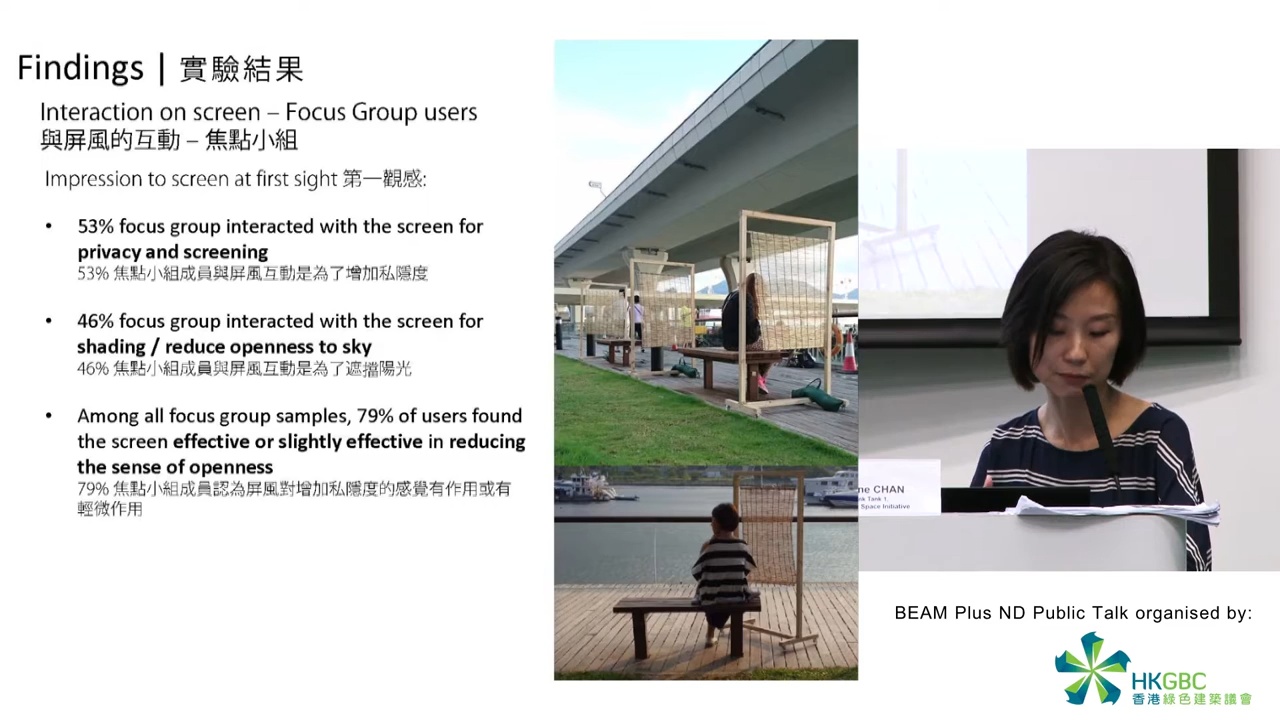 Findings | 實驗結果
Interaction on screen – Focus Group users
與屏風的互動 – 焦點小組
Impression to screen at first sight 第一觀感:
• 53% focus group interacted with the screen for
privacy and screening
53% 焦點小組成員與屏風互動是為了增加私隱度
• 46% focus group interacted with the screen for
shading / reduce openness to sky
46% 焦點小組成員與屏風互動是為了遮擋陽光
• Among all focus group samples, 79% of users found
the screen effective or slightly effective in reducing
the sense of openness
79% 焦點小組成員認為屏風對增加私隱度的感覺有作用或有
輕微作用
ne CHAN
Tank 1,
Space Initiative
BEAM Plus ND Public Talk organised by:
HKGBC
香港綠色建築議會